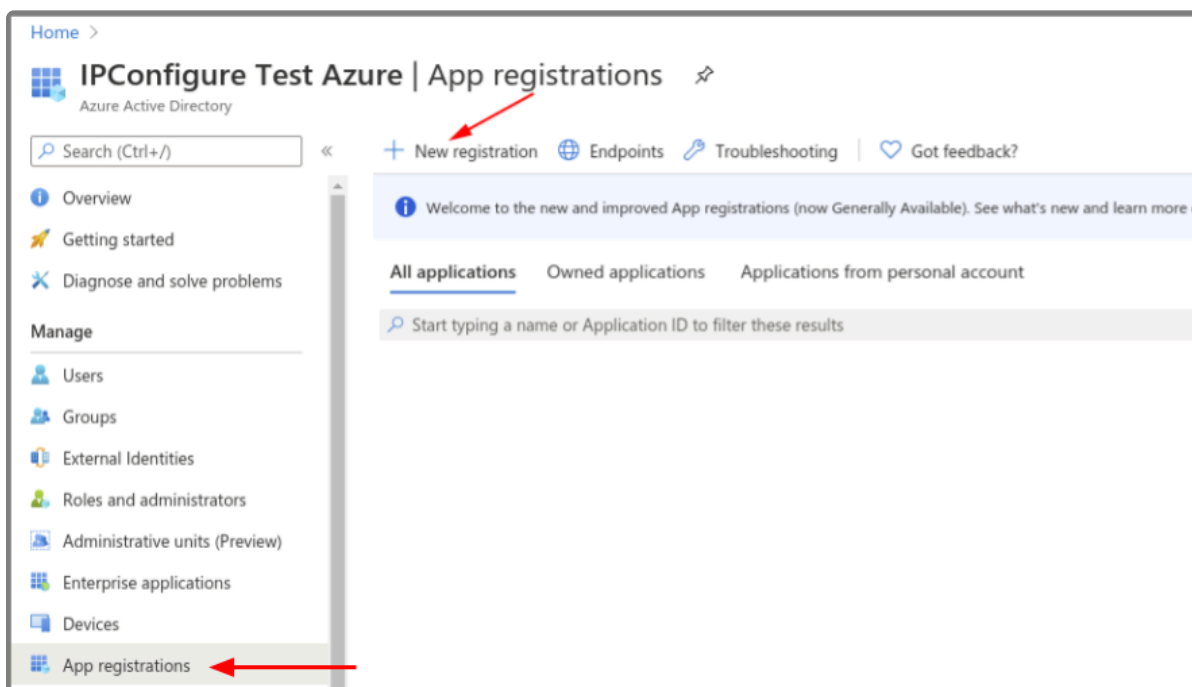 Home >
IPConfigure Test Azure | App registrations
Azure Active Directory
Search (Ctrl+/)
«
Overview
Getting started
Diagnose and solve problems
Manage
Users
Groups
External Identities
Roles and administrators
Administrative units (Preview)
Enterprise applications
Devices
App registrations
+ New registration Endpoints Troubleshooting Got feedback?
Welcome to the new and improved App registrations (now Generally Available). See what's new and learn more
All applications Owned applications Applications from personal account
Start typing a name or Application ID to filter these results